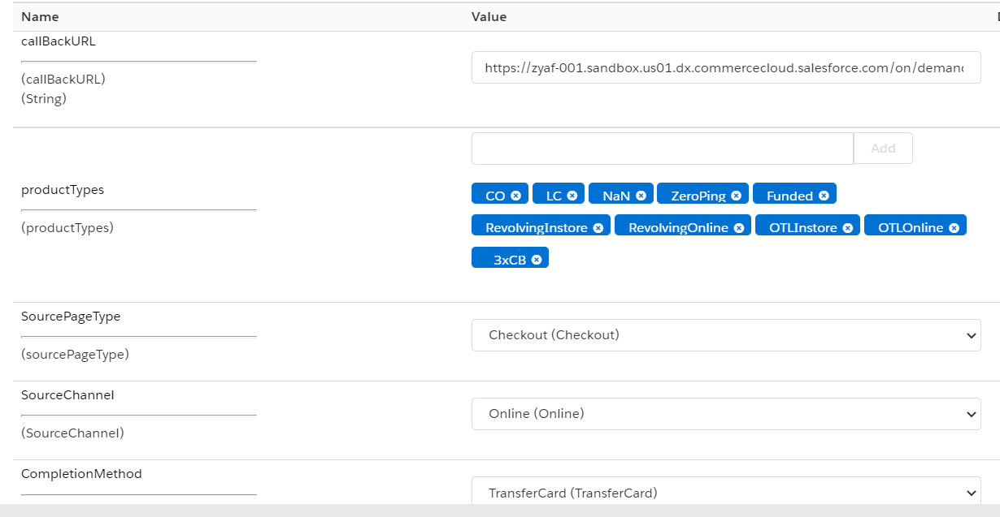 Name Value
callBackURL
https://zyaf-001.sandbox.us01.dx.commercecloud.salesforce.com/on/demand
(callBackURL)
(String)
Add
productTypes
(productTypes)
CO LC NaN ZeroPing Funded
RevolvingInstore RevolvingOnline OTLInstore OTLOnline
3xCB
SourcePageType
(sourcePageType)
Checkout (Checkout)
SourceChannel
(SourceChannel)
Online (Online)
CompletionMethod
TransferCard (TransferCard)